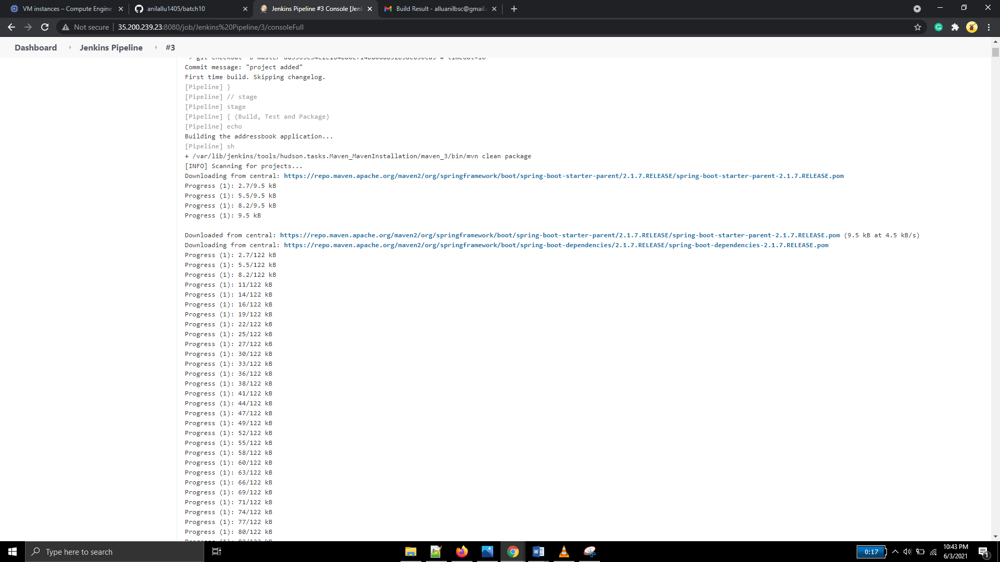 VM instances – Compute Engine
anilallu1405/batch10
Jenkins Pipeline #3 Console [Jen
Build Result - alluanilbsc@gmail.
Not secure
35.200.239.23:8080/job/Jenkins%20Pipeline/3/consoleFull
Dashboard
Jenkins Pipeline
#3
Commit message: "project added"
First time build. Skipping changelog.
[Pipeline] }
[Pipeline] // stage
[Pipeline] stage
[Pipeline] { (Build, Test and Package)
[Pipeline] echo
Building the addressbook application...
[Pipeline] sh
+ /var/lib/jenkins/tools/hudson.tasks.Maven_MavenInstallation/maven_3/bin/mvn clean package
[INFO] Scanning for projects...
Downloading from central: https://repo.maven.apache.org/maven2/org/springframework/boot/spring-boot-starter-parent/2.1.7.RELEASE/spring-boot-starter-parent-2.1.7.RELEASE.pom
Progress (1): 2.7/9.5 kB
Progress (1): 5.5/9.5 kB
Progress (1): 8.2/9.5 kB
Progress (1): 9.5 kB
Downloaded from central: https://repo.maven.apache.org/maven2/org/springframework/boot/spring-boot-starter-parent/2.1.7.RELEASE/spring-boot-starter-parent-2.1.7.RELEASE.pom (9.5 kB at 4.5 kB/s)
Downloading from central: https://repo.maven.apache.org/maven2/org/springframework/boot/spring-boot-dependencies/2.1.7.RELEASE/spring-boot-dependencies-2.1.7.RELEASE.pom
Progress (1): 2.7/122 kB
Progress (1): 5.5/122 kB
Progress (1): 8.2/122 kB
Progress (1): 11/122 kB
Progress (1): 14/122 kB
Progress (1): 16/122 kB
Progress (1): 19/122 kB
Progress (1): 22/122 kB
Progress (1): 25/122 kB
Progress (1): 27/122 kB
Progress (1): 30/122 kB
Progress (1): 33/122 kB
Progress (1): 36/122 kB
Progress (1): 38/122 kB
Progress (1): 41/122 kB
Progress (1): 44/122 kB
Progress (1): 47/122 kB
Progress (1): 49/122 kB
Progress (1): 52/122 kB
Progress (1): 55/122 kB
Progress (1): 58/122 kB
Progress (1): 60/122 kB
Progress (1): 63/122 kB
Progress (1): 66/122 kB
Progress (1): 69/122 kB
Progress (1): 71/122 kB
Progress (1): 74/122 kB
Progress (1): 77/122 kB
Progress (1): 80/122 kB
Type here to search
0:17
10:43 PM
6/3/2021
1